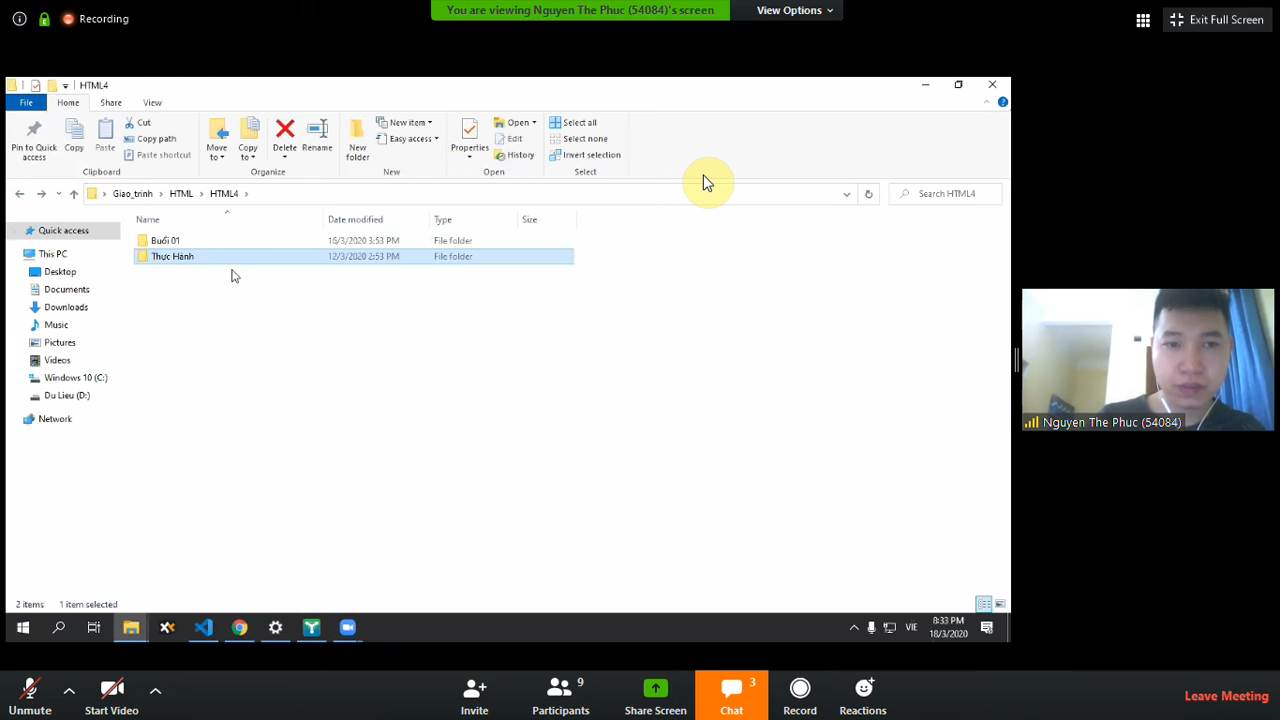 Recording
You are viewing Nguyen The Phuc (54084)'s screen
View Options
Exit Full Screen
HTML4
File Home Share View
Pin to Quick access
Copy
Paste
Cut
Copy path
Paste shortcut
Clipboard
Move to
Copy to
Delete
Rename
Organize
New folder
New item
Easy access
New
Properties
Open
Edit
History
Open
Select all
Select none
Invert selection
Select
Giao_trinh > HTML > HTML4 >
Search HTML4
Name Date modified Type Size
Buổi 01 16/3/2020 3:53 PM File folder
Thực Hành 12/3/2020 2:53 PM File folder
Quick access
This PC
Desktop
Documents
Downloads
Music
Pictures
Videos
Windows 10 (C:)
Du Lieu (D:)
Network
2 items 1 item selected
VIE
8:33 PM
18/3/2020
Nguyen The Phuc (54084)
Unmute
Start Video
Invite
9
Participants
Share Screen
3
Chat
Record
Reactions
Leave Meeting